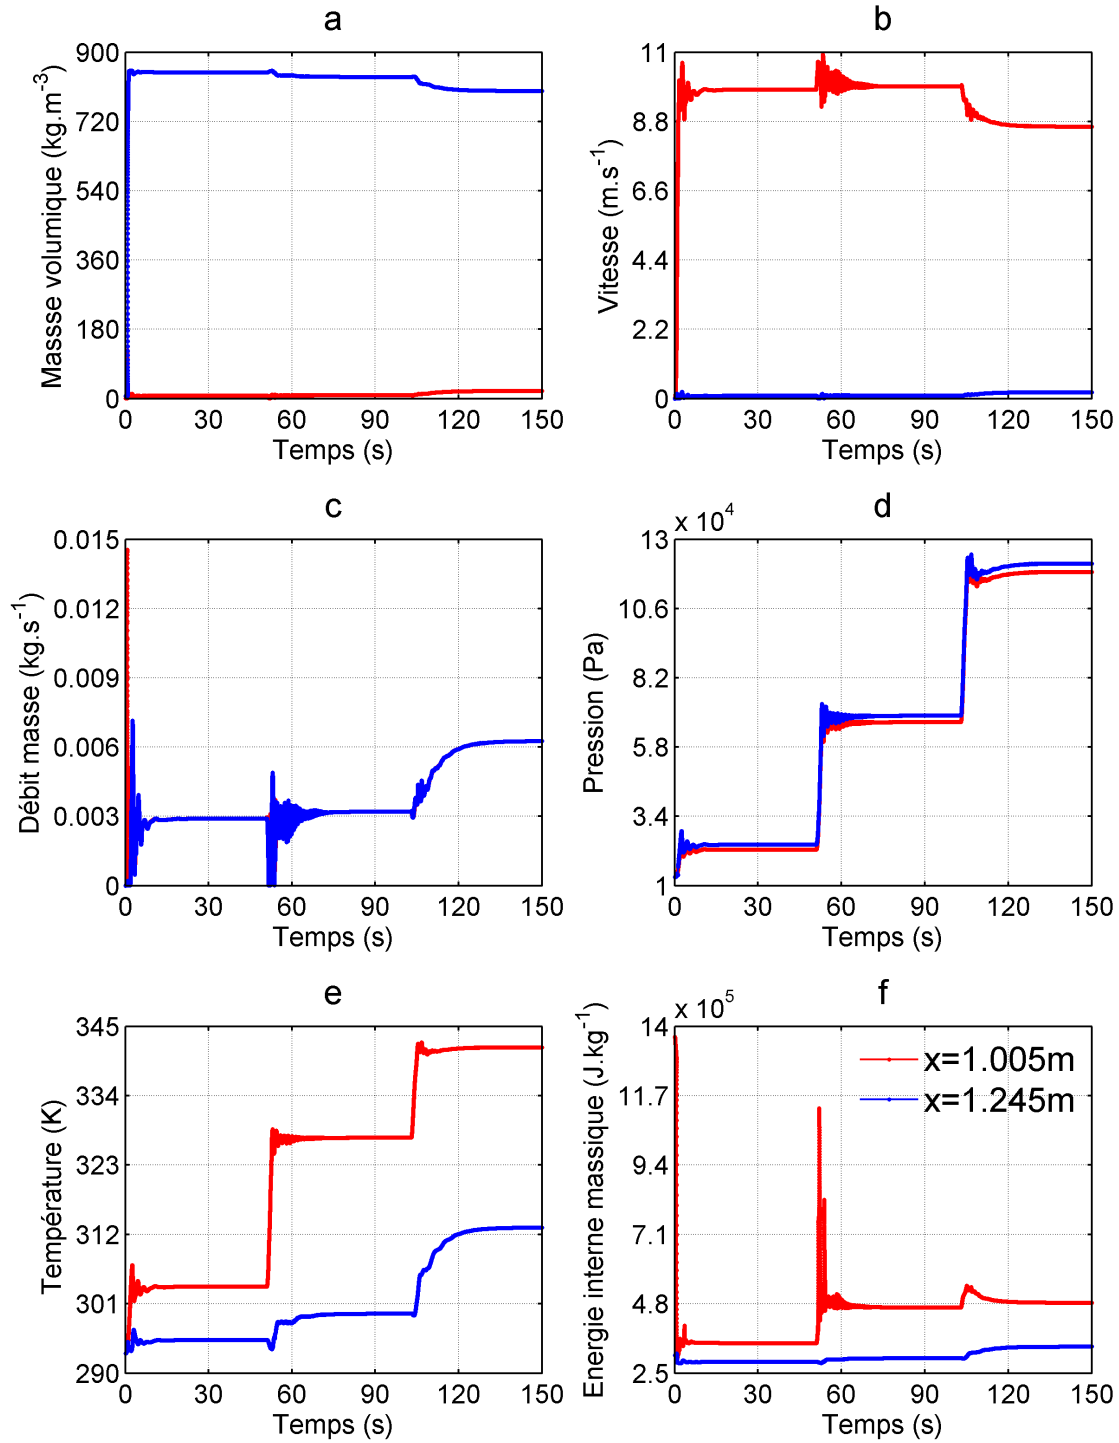 a
Massse volumique (kg.m-3)
900
720
540
360
180
0
0 30 60 90 120 150
Temps (s)
b
Vitesse (m.s-1)
11
8.8
6.6
4.4
2.2
0
0 30 60 90 120 150
Temps (s)
c
Débit masse (kg.s-1)
0.015
0.012
0.009
0.006
0.003
0
0 30 60 90 120 150
Temps (s)
d
x 10^4
Pression (Pa)
13
10.6
8.2
5.8
3.4
1
0 30 60 90 120 150
Temps (s)
e
Température (K)
345
334
323
312
301
290
0 30 60 90 120 150
Temps (s)
f
x 10^5
Energie interne massique (J.kg-1)
14
11.7
9.4
7.1
4.8
2.5
x=1.005m
x=1.245m
0 30 60 90 120 150
Temps (s)